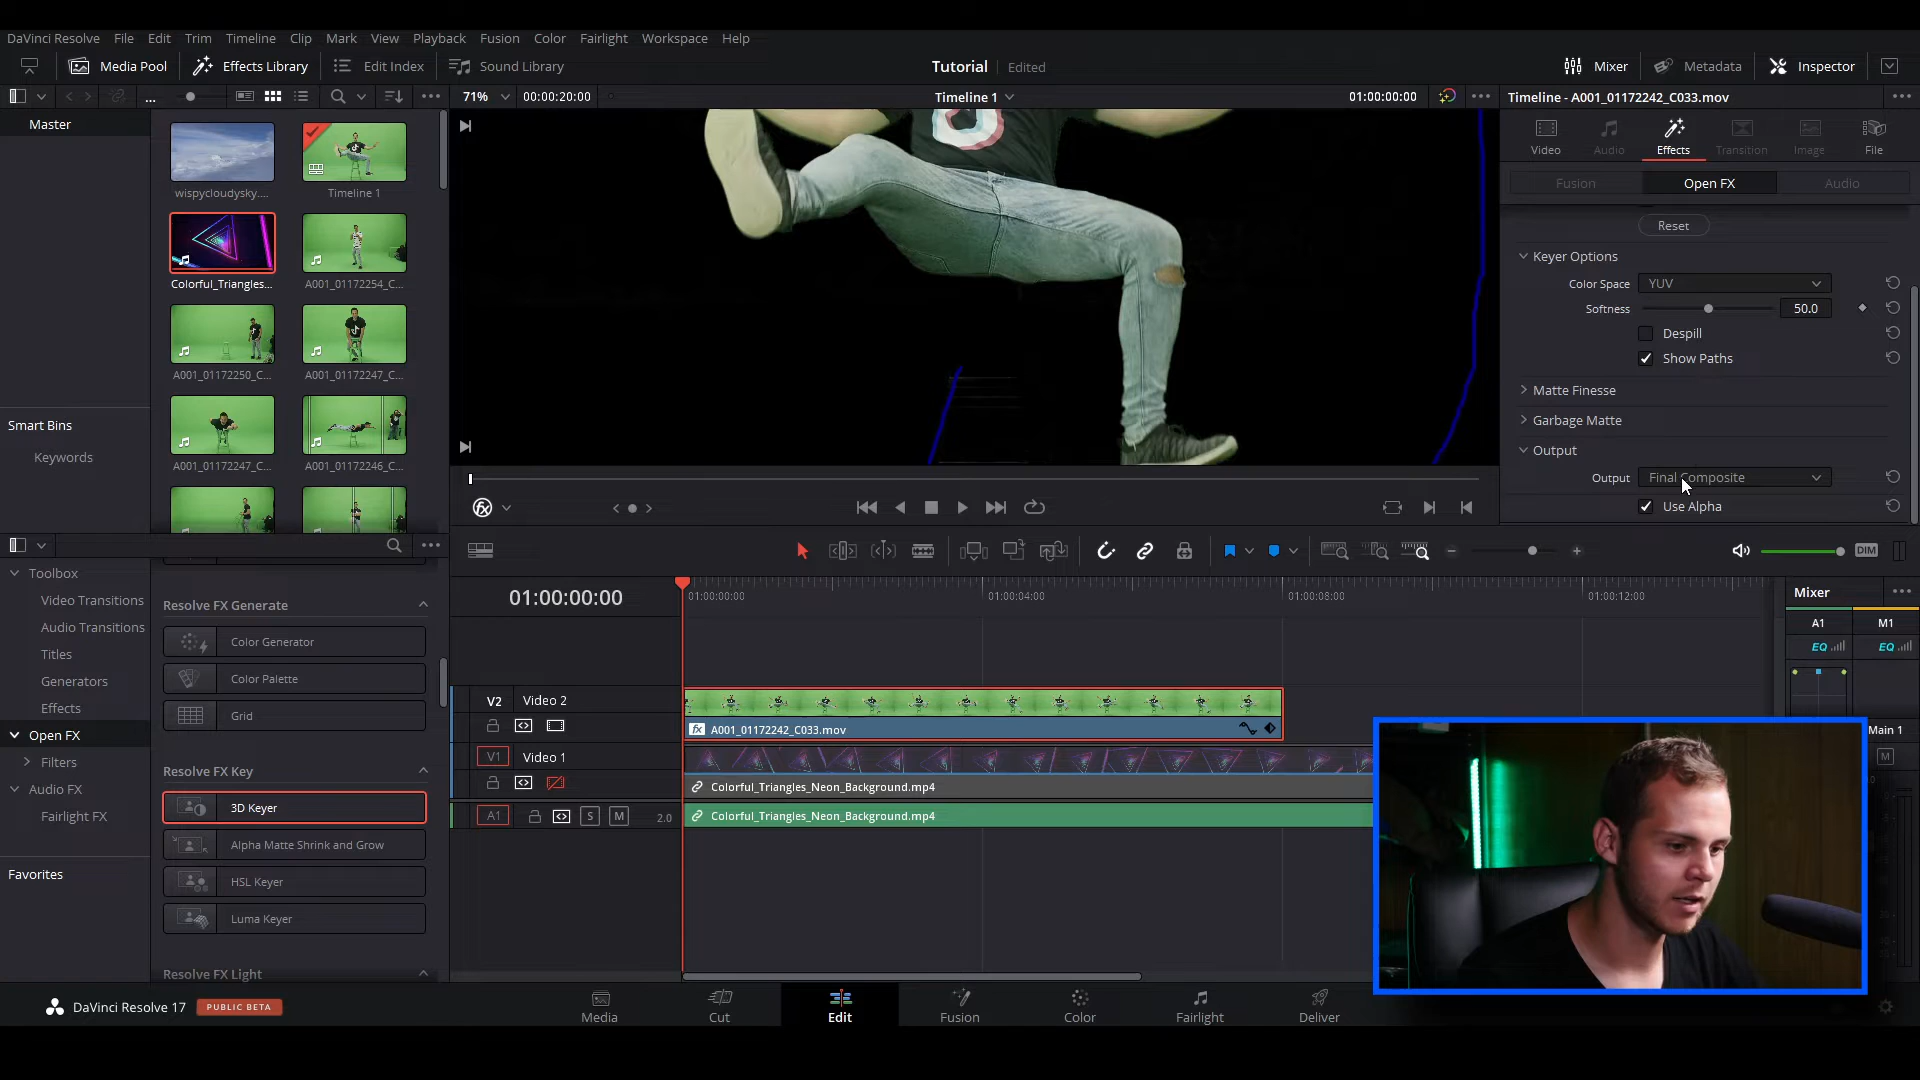 DaVinci Resolve File Edit Trim Timeline Clip Mark View Playback Fusion Color Fairlight Workspace Help
Media Pool Effects Library Edit Index Sound Library Tutorial Edited Mixer Metadata Inspector
... 71% 00:00:20:00 Timeline 1 01:00:00:00 Timeline - A001_01172242_C033.mov
Master
wispycloudysky.... Timeline 1
Colorful_Triangles... A001_01172254_C...
A001_01172250_C... A001_01172247_C...
A001_01172247_C... A001_01172246_C...
Smart Bins
Keywords
Video Audio Effects Transition Image File
Fusion Open FX Audio
Reset
Keyer Options
Color Space YUV
Softness 50.0
Despill
Show Paths
Matte Finesse
Garbage Matte
Output
Output Final Composite
Use Alpha
DIM
Toolbox
Video Transitions
Audio Transitions
Titles
Generators
Effects
Open FX
Filters
Audio FX
Fairlight FX
Favorites
Resolve FX Generate
Color Generator
Color Palette
Grid
Resolve FX Key
3D Keyer
Alpha Matte Shrink and Grow
HSL Keyer
Luma Keyer
Resolve FX Light
01:00:00:00 01:00:00:00 01:00:04:00 01:00:08:00 01:00:12:00
V2 Video 2
A001_01172242_C033.mov
V1 Video 1
Colorful_Triangles_Neon_Background.mp4
A1 S M 2.0 Colorful_Triangles_Neon_Background.mp4
Mixer
A1 M1
EQ EQ
Main 1
M
DaVinci Resolve 17 PUBLIC BETA
Media Cut Edit Fusion Color Fairlight Deliver